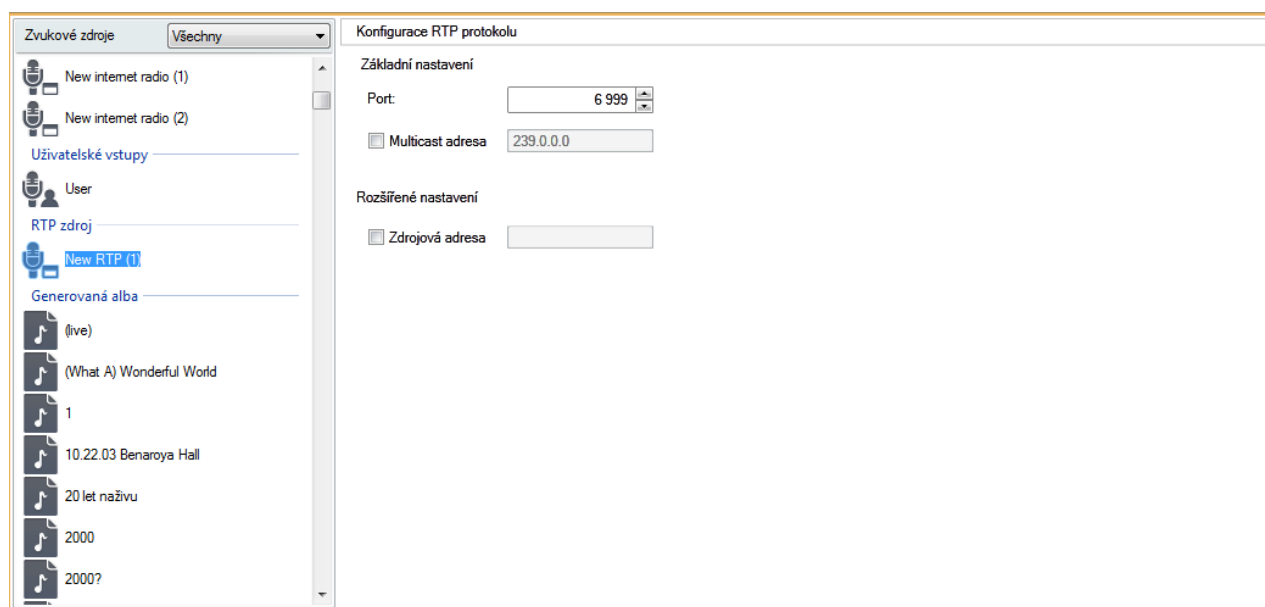 Zvukové zdroje
Všechny
New internet radio (1)
New internet radio (2)
Uživatelské vstupy
User
RTP zdroj
New RTP (1)
Generovaná alba
(live)
(What A) Wonderful World
1
10.22.03 Benaroya Hall
20 let naživu
2000
2000?
Konfigurace RTP protokolu
Základní nastavení
Port:
6 999
Multicast adresa
239.0.0.0
Rozšířené nastavení
Zdrojová adresa